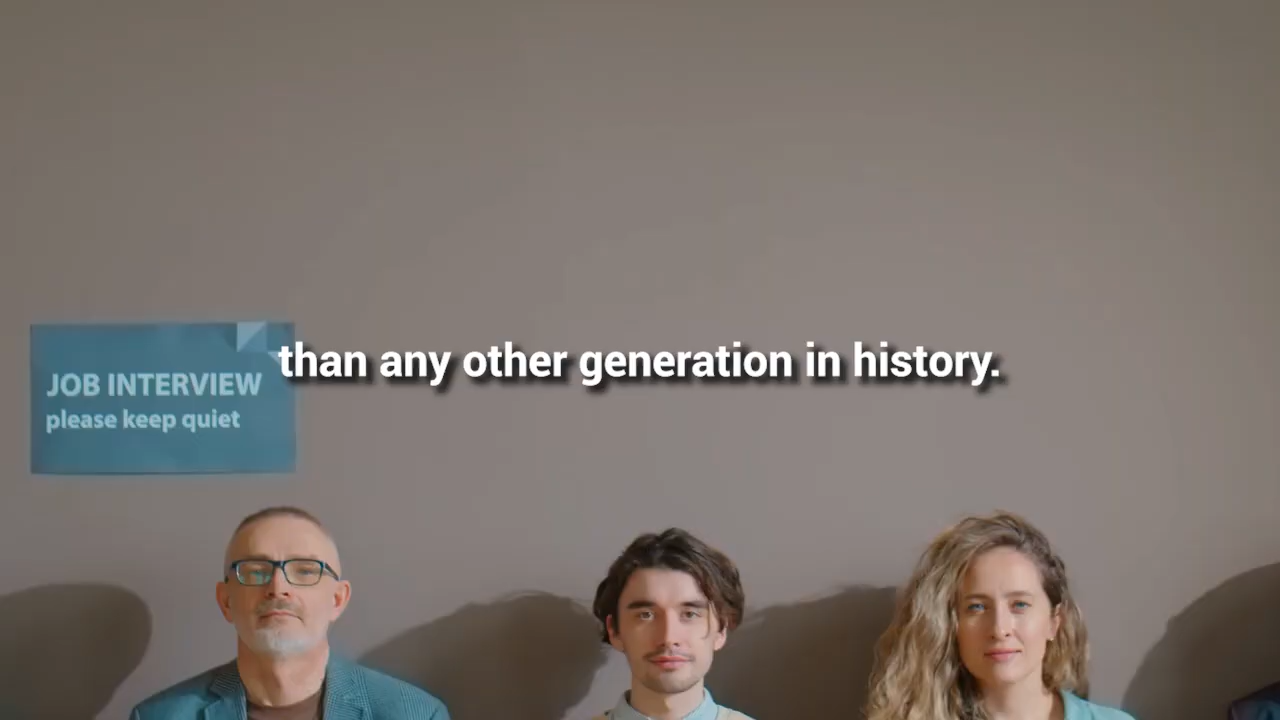 than any other generation in history.
JOB INTERVIEW
please keep quiet